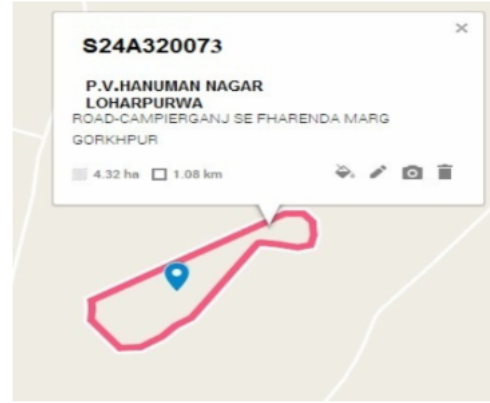 S24A320073
P.V.HANUMAN NAGAR
LOHARPURWA
ROAD-CAMPIERGANJ SE FHARENDA MARG
GORKHPUR
4.32 ha 1.08 km